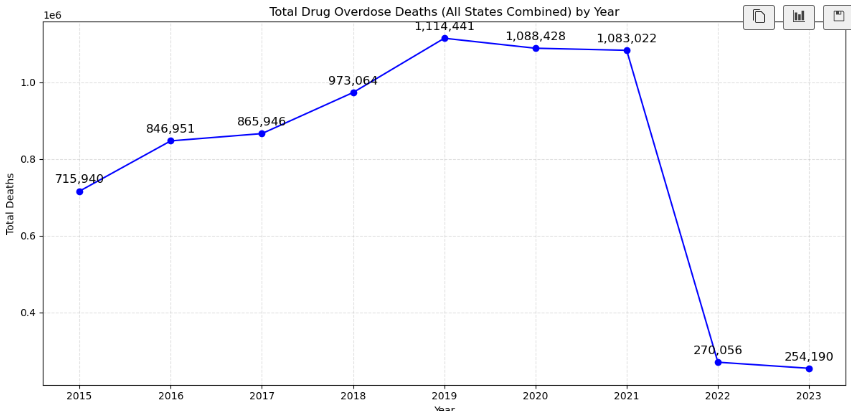 Total Drug Overdose Deaths (All States Combined) by Year
1e6
1,114,441
1,088,428
1,083,022
1.0
973,064
865,946
846,951
0.8
715,940
Total Deaths
0.6
0.4
270,056
254,190
2015 2016 2017 2018 2019 2020 2021 2022 2023
Year